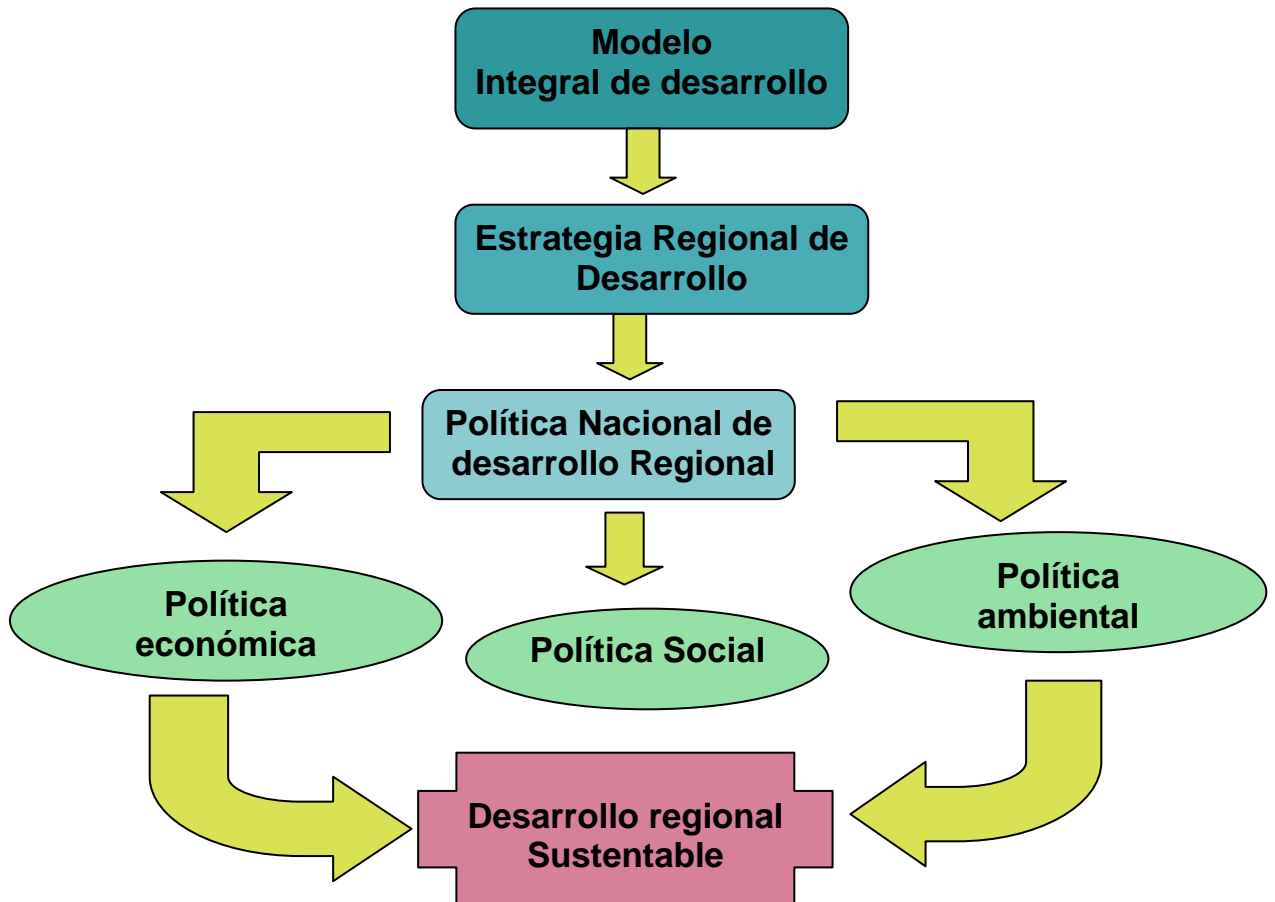 Modelo
Integral de desarrollo
Estrategia Regional de
Desarrollo
Política Nacional de
desarrollo Regional
Política
económica
Política Social
Política
ambiental
Desarrollo regional
Sustentable